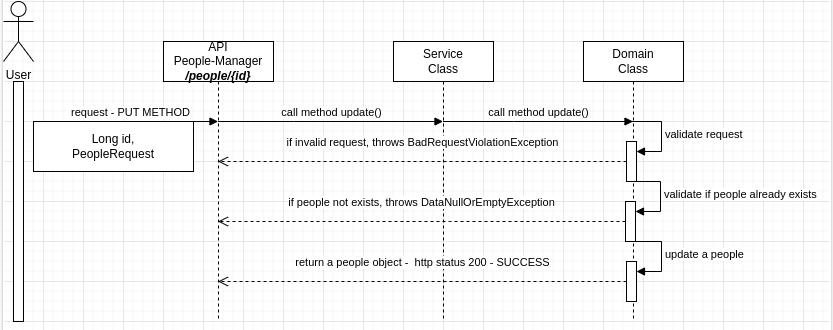 API
People-Manager
/people/{id}
Service
Class
Domain
Class
User
request - PUT METHOD
call method update()
call method update()
Long id,
PeopleRequest
validate request
if invalid request, throws BadRequestViolationException
validate if people already exists
if people not exists, throws DataNullOrEmptyException
update a people
return a people object -  http status 200 - SUCCESS